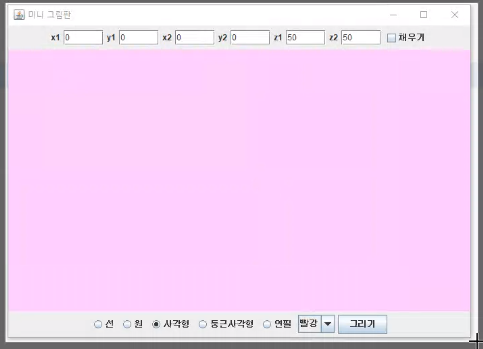 미니 그림판
x1 0 y1 0 x2 0 y2 0 z1 50 z2 50 채우기
선 원 사각형 둥근사각형 연필 빨강 그리기